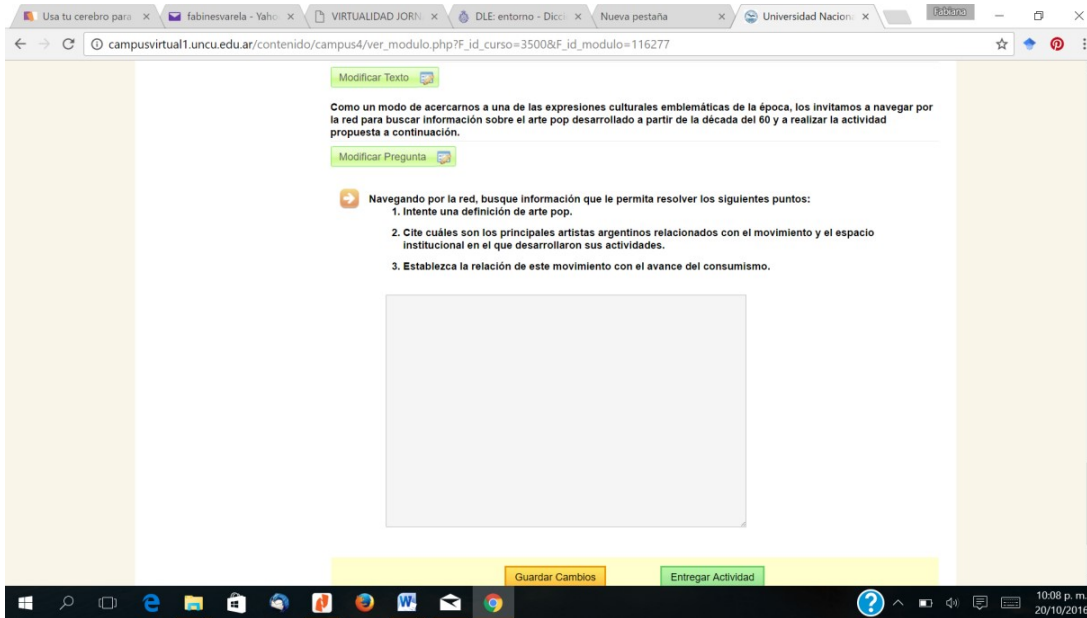 Usa tu cerebro para
fabinesvarela - Yaho
VIRTUALIDAD JORN
DLE: entorno - Dicci
Nueva pestaña
Universidad Nacion
Fabiana
campusvirtual1.uncu.edu.ar/contenido/campus4/ver_modulo.php?F_id_curso=3500&F_id_modulo=116277
Modificar Texto
Como un modo de acercarnos a una de las expresiones culturales emblemáticas de la época, los invitamos a navegar por
la red para buscar información sobre el arte pop desarrollado a partir de la década del 60 y a realizar la actividad
propuesta a continuación.
Modificar Pregunta
Navegando por la red, busque información que le permita resolver los siguientes puntos:
1. Intente una definición de arte pop.
2. Cite cuáles son los principales artistas argentinos relacionados con el movimiento y el espacio
institucional en el que desarrollaron sus actividades.
3. Establezca la relación de este movimiento con el avance del consumismo.
Guardar Cambios
Entregar Actividad
10:08 p. m.
20/10/2016